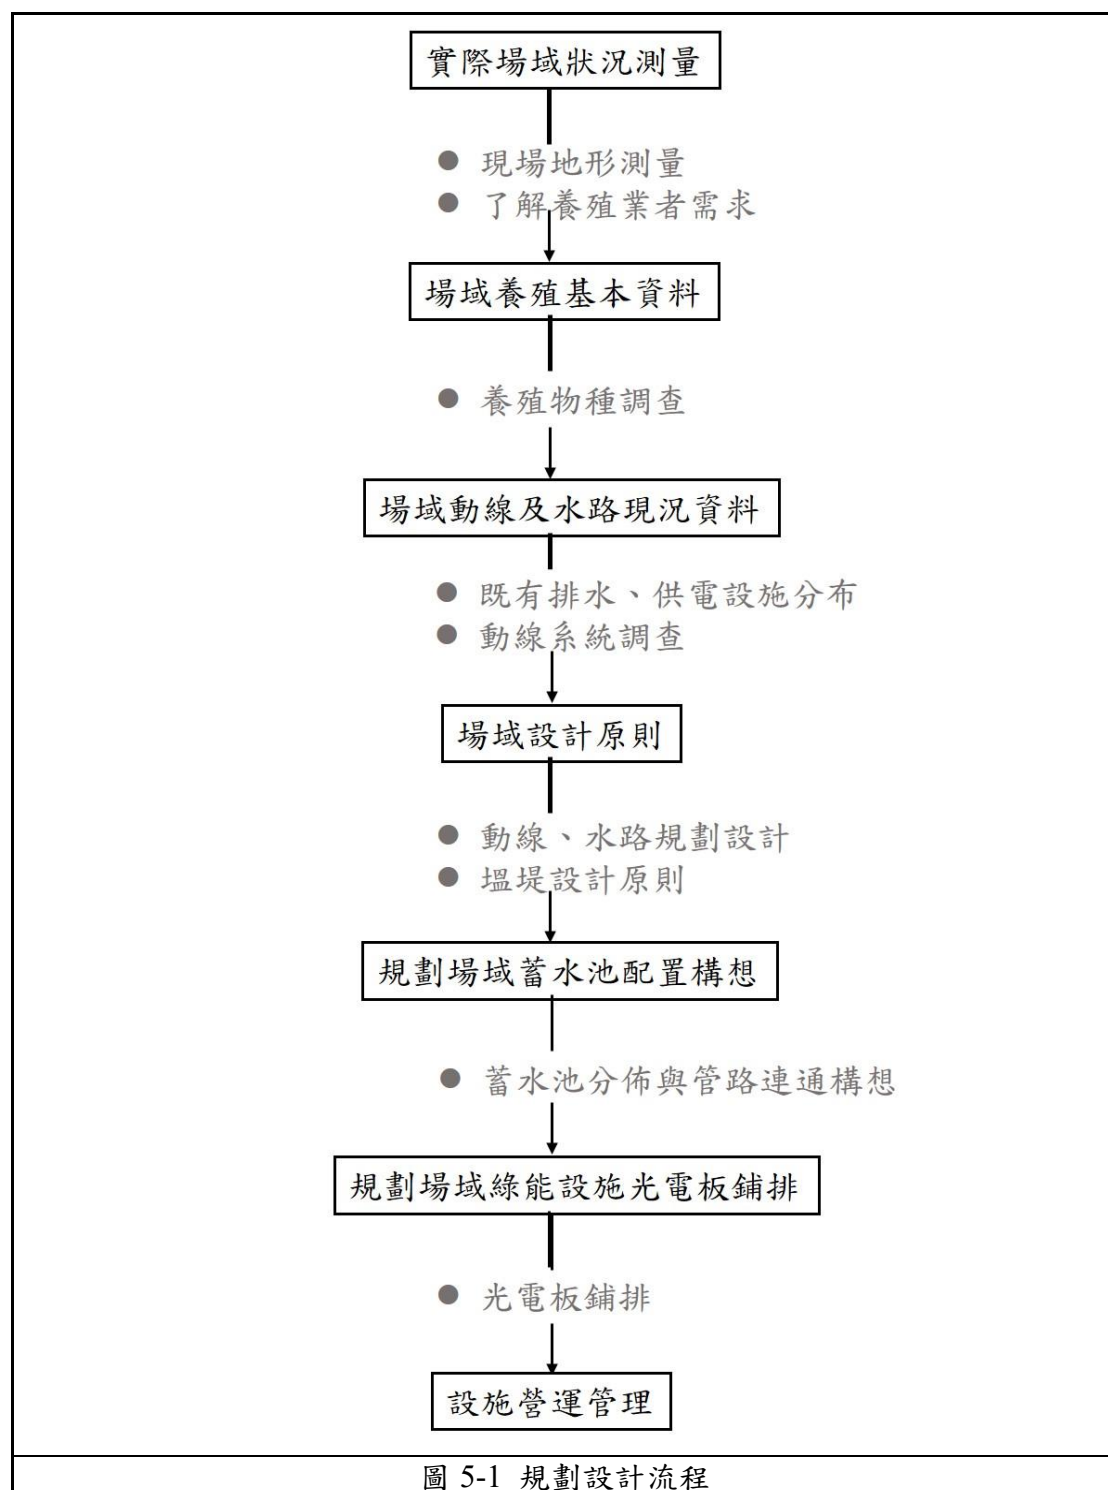 實際場域狀況測量
● 現場地形測量
● 了解養殖業者需求
場域養殖基本資料
● 養殖物種調查
場域動線及水路現況資料
● 既有排水、供電設施分布
● 動線系統調查
場域設計原則
● 動線、水路規劃設計
● 塭堤設計原則
規劃場域蓄水池配置構想
● 蓄水池分佈與管路連通構想
規劃場域綠能設施光電板鋪排
● 光電板鋪排
設施營運管理
圖 5-1 規劃設計流程